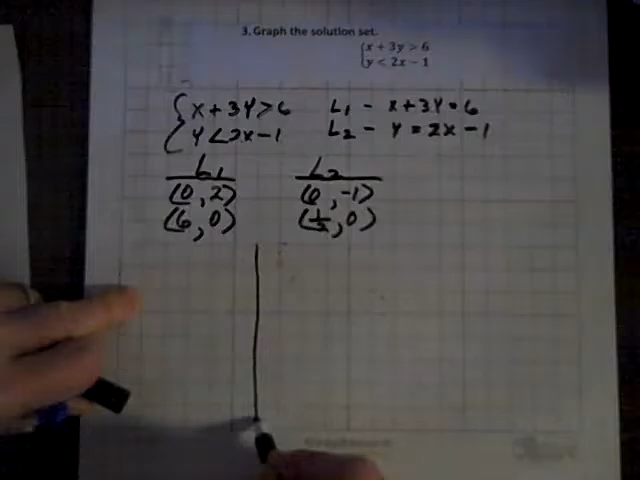 3. Graph the solution set.
x + 3y > 6
y < 2x − 1
x + 3y > 6 L1 - x + 3y = 6
y < 2x - 1 L2 - y = 2x - 1
L1 L2
(0, 2) (0, -1)
(6, 0) (1/2, 0)